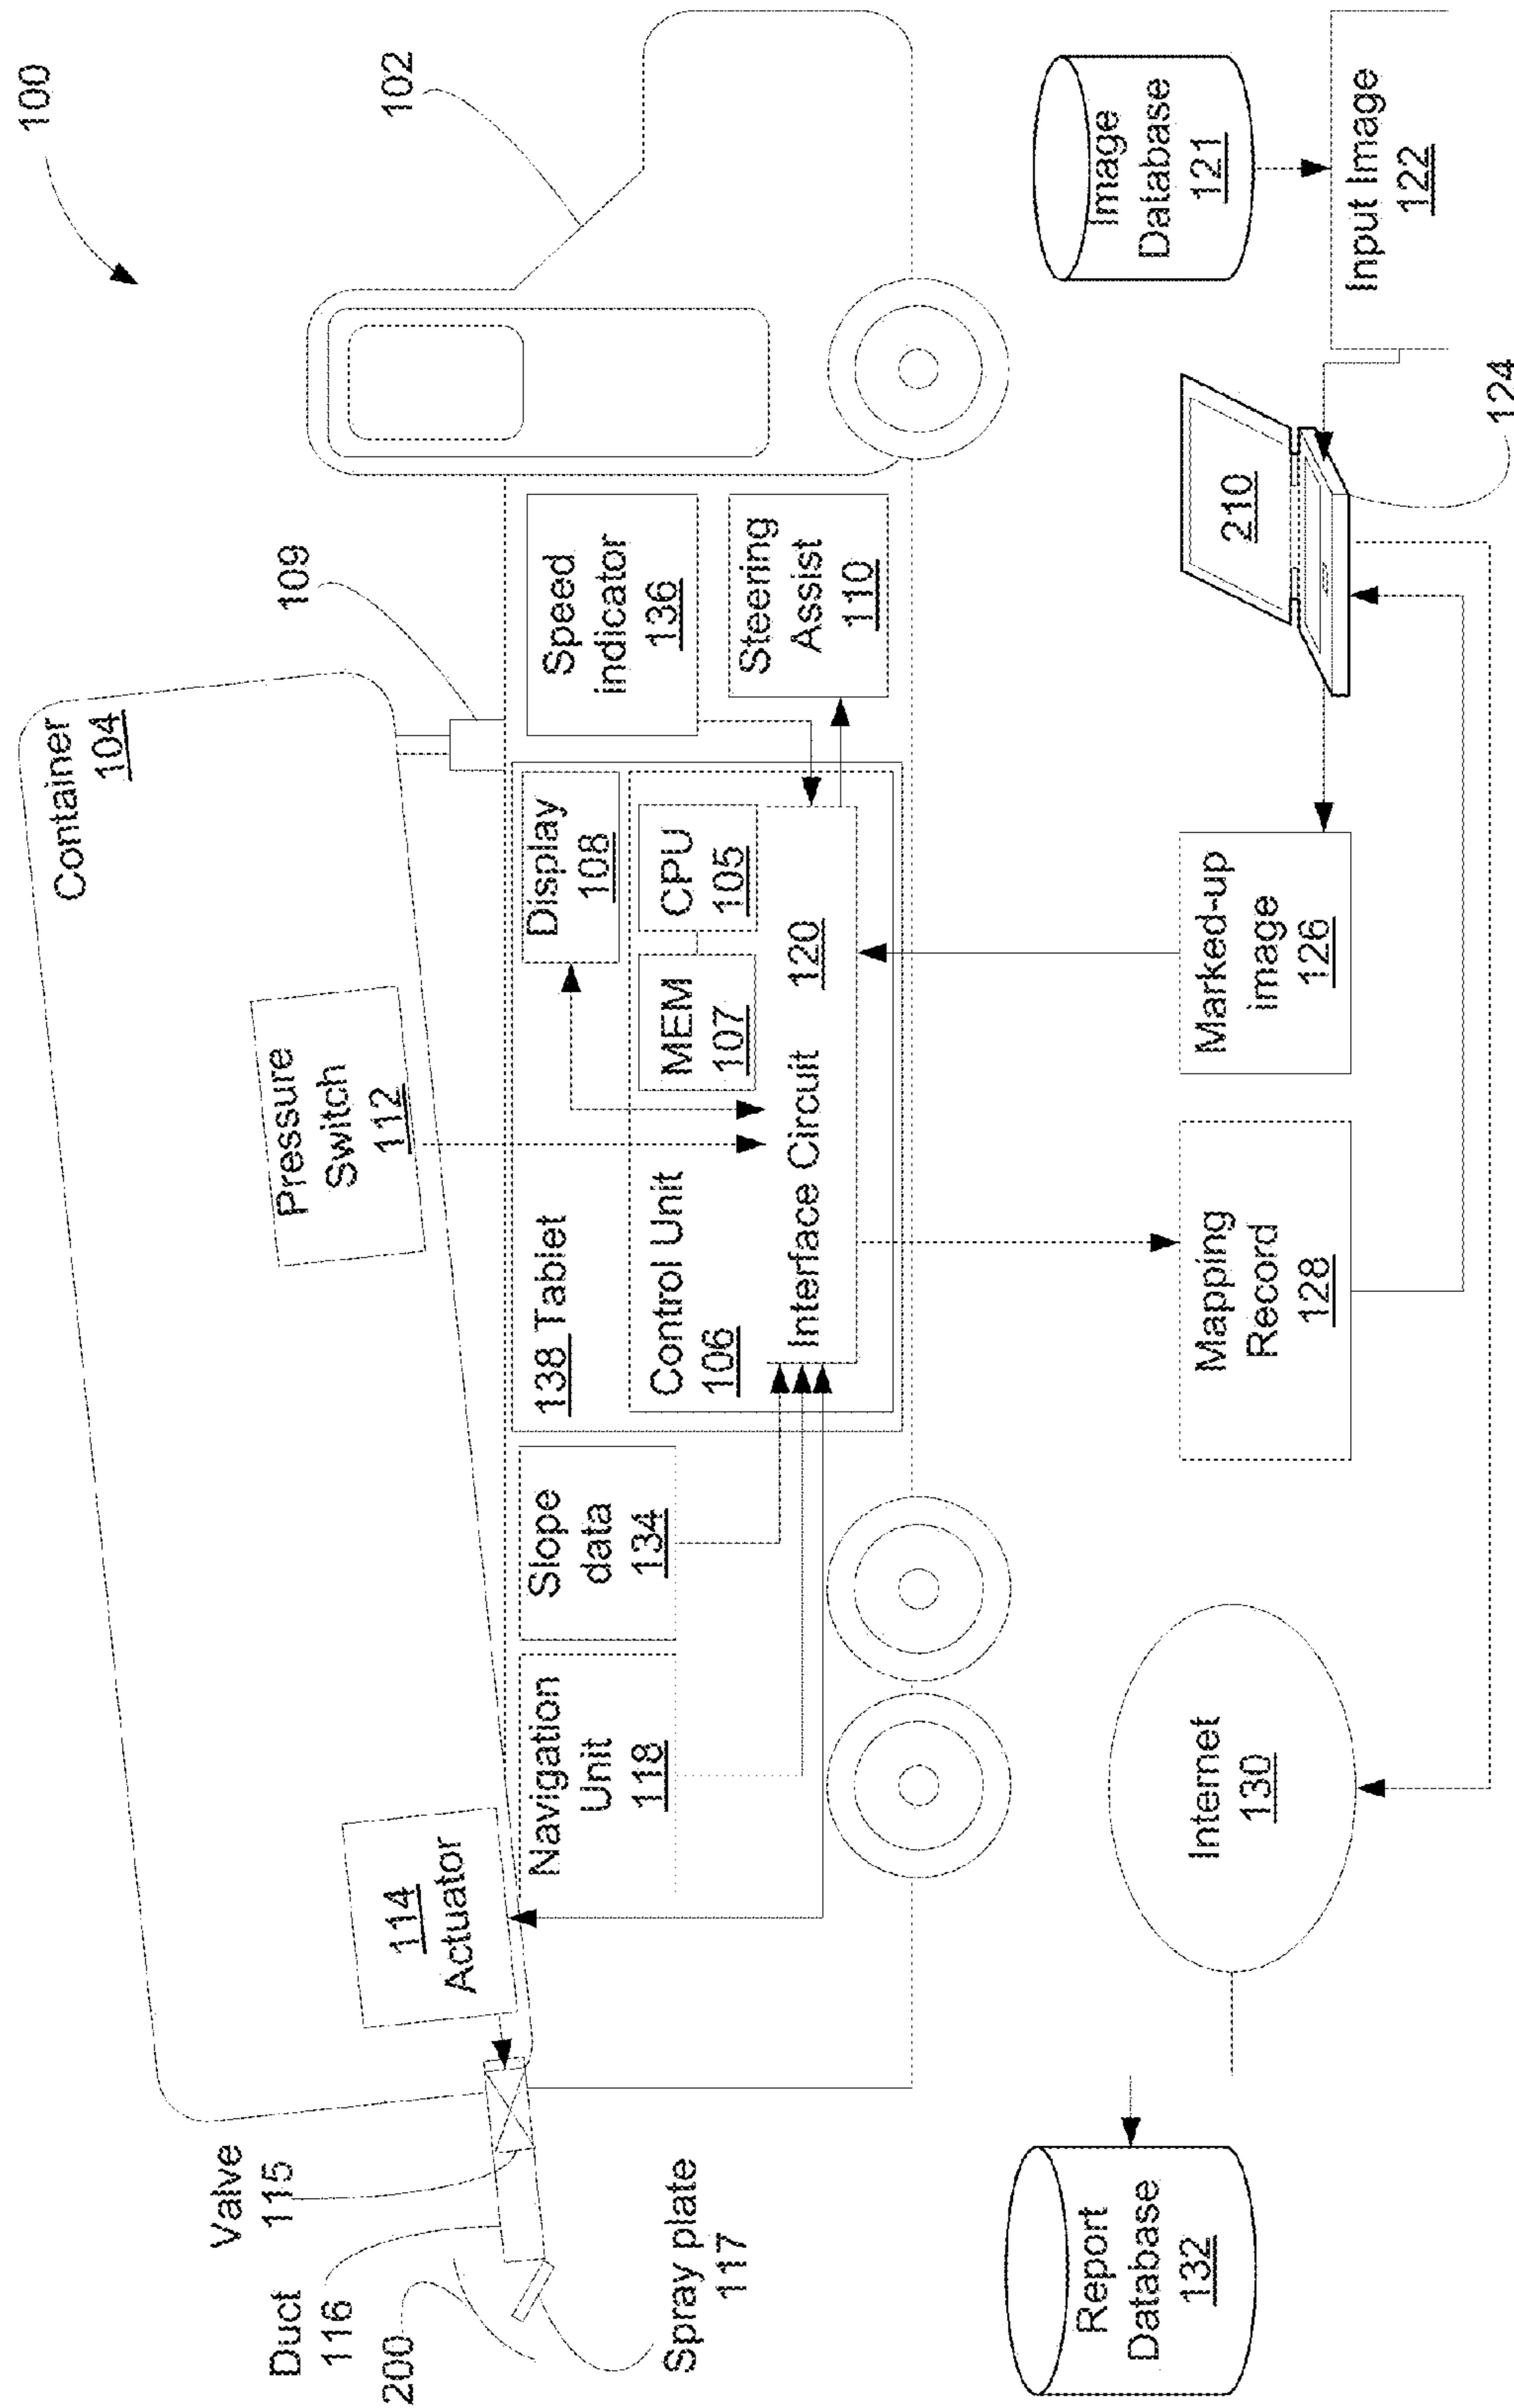 100
102
Container
104
109
Pressure
Switch
112
114
Actuator
Valve
115
Duct
116
200
Spray plate
117
Navigation
Unit
118
Slope
data
134
138 Tablet
Display
108
Control Unit
106
MEM
107
CPU
105
Interface Circuit 120
Speed
indicator
136
Steering
Assist
110
Image
Database
121
Input Image
122
210
124
Marked-up
image
126
Mapping
Record
128
Internet
130
Report
Database
132